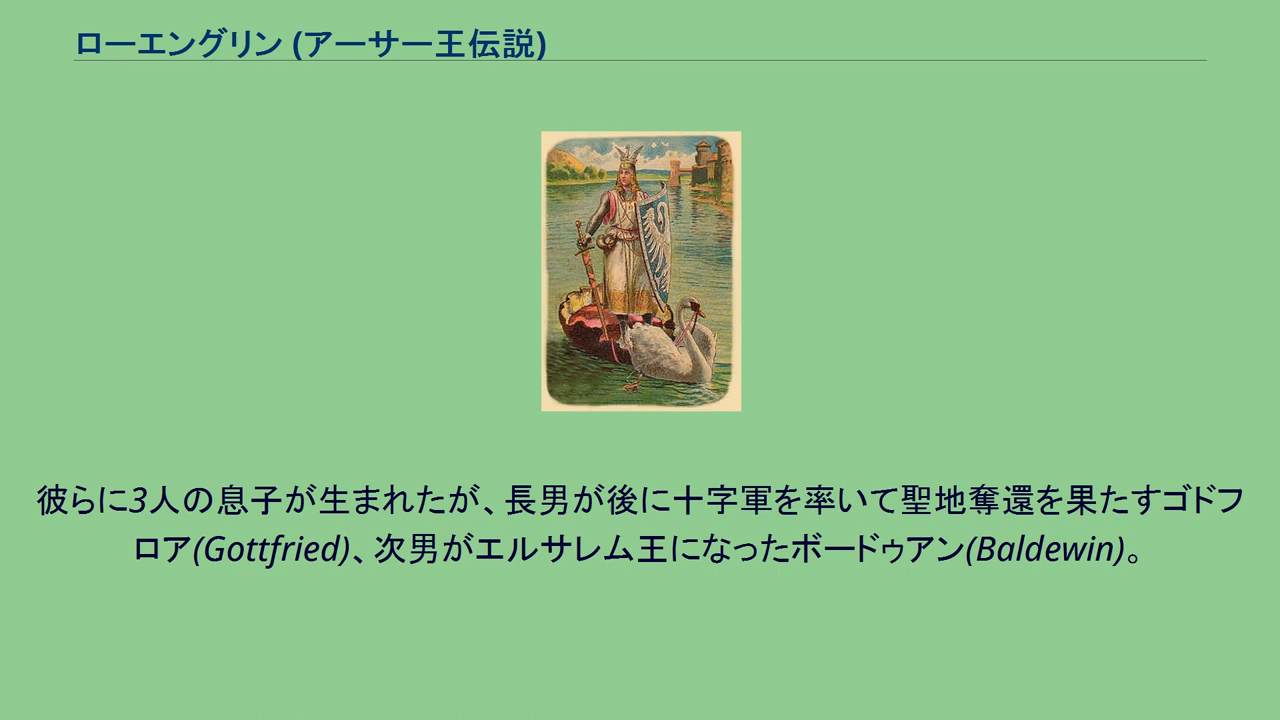 ローエングリン (アーサー王伝説)
彼らに3人の息子が生まれたが、長男が後に十字軍を率いて聖地奪還を果たすゴドフ
ロア(Gottfried)、次男がエルサレム王になったボードゥアン(Baldewin)。